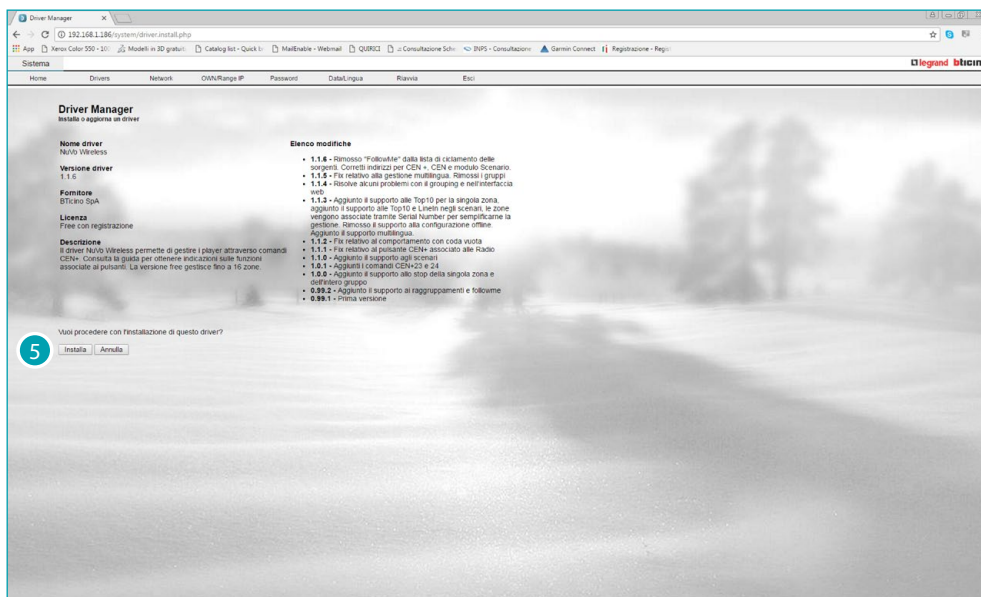 Driver Manager
192.168.1.186/system/driver.install.php
App
Xerox Color 550 - 10
Modelli in 3D gratuiti
Catalog list - Quick l
MailEnable - Webmail
QUIRICI
.: Consultazione Sche
INPS - Consultazione
Garmin Connect
Registrazione - Regi
Sistema
legrand bticin
Home Drivers Network OWN/Range IP Password Data/Lingua Riavvia Esci
Driver Manager
Installa o aggiorna un driver
Nome driver
NuVo Wireless
Versione driver
1.1.6
Fornitore
BTicino SpA
Licenza
Free con registrazione
Descrizione
Il driver NuVo Wireless permette di gestire i player attraverso comandi
CEN+. Consulta la guida per ottenere indicazioni sulle funzioni
associate ai pulsanti. La versione free gestisce fino a 16 zone.
Elenco modifiche
• 1.1.6 - Rimosso "FollowMe" dalla lista di ciclamento delle
sorgenti. Corretti indirizzi per CEN +, CEN e modulo Scenario.
• 1.1.5 - Fix relativo alla gestione multilingua. Rimossi i gruppi
• 1.1.4 - Risolve alcuni problemi con il grouping e nell'interfaccia
web
• 1.1.3 - Aggiunto il supporto alle Top10 per la singola zona,
aggiunto il supporto alle Top10 e LineIn negli scenari, le zone
vengono associate tramite Serial Number per semplificarne la
gestione. Rimosso il supporto alla configurazione offline.
Aggiunto il supporto multilingua.
• 1.1.2 - Fix relativo al comportamento con coda vuota
• 1.1.1 - Fix relativo al pulsante CEN+ associato alle Radio
• 1.1.0 - Aggiunto il supporto agli scenari
• 1.0.1 - Aggiunti i comandi CEN+23 e 24
• 1.0.0 - Aggiunto il supporto allo stop della singola zona e
dell'intero gruppo
• 0.99.2 - Aggiunto il supporto ai raggruppamenti e followme
• 0.99.1 - Prima versione
Vuoi procedere con l'installazione di questo driver?
5
Installa Annulla